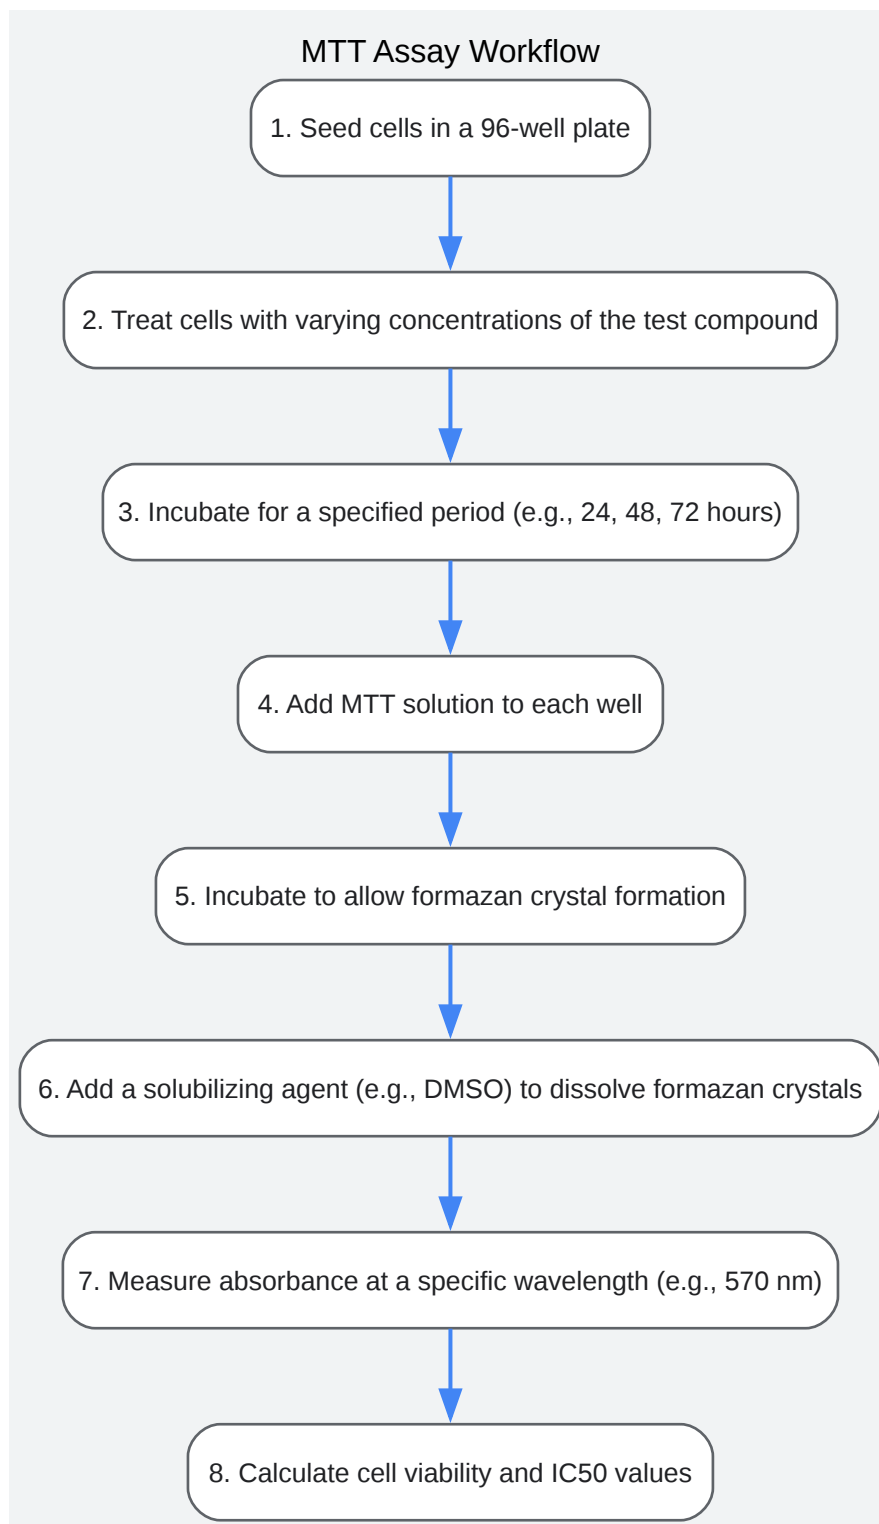 MTT Assay Workflow
1. Seed cells in a 96-well plate
2. Treat cells with varying concentrations of the test compound
3. Incubate for a specified period (e.g., 24, 48, 72 hours)
4. Add MTT solution to each well
5. Incubate to allow formazan crystal formation
6. Add a solubilizing agent (e.g., DMSO) to dissolve formazan crystals
7. Measure absorbance at a specific wavelength (e.g., 570 nm)
8. Calculate cell viability and IC50 values